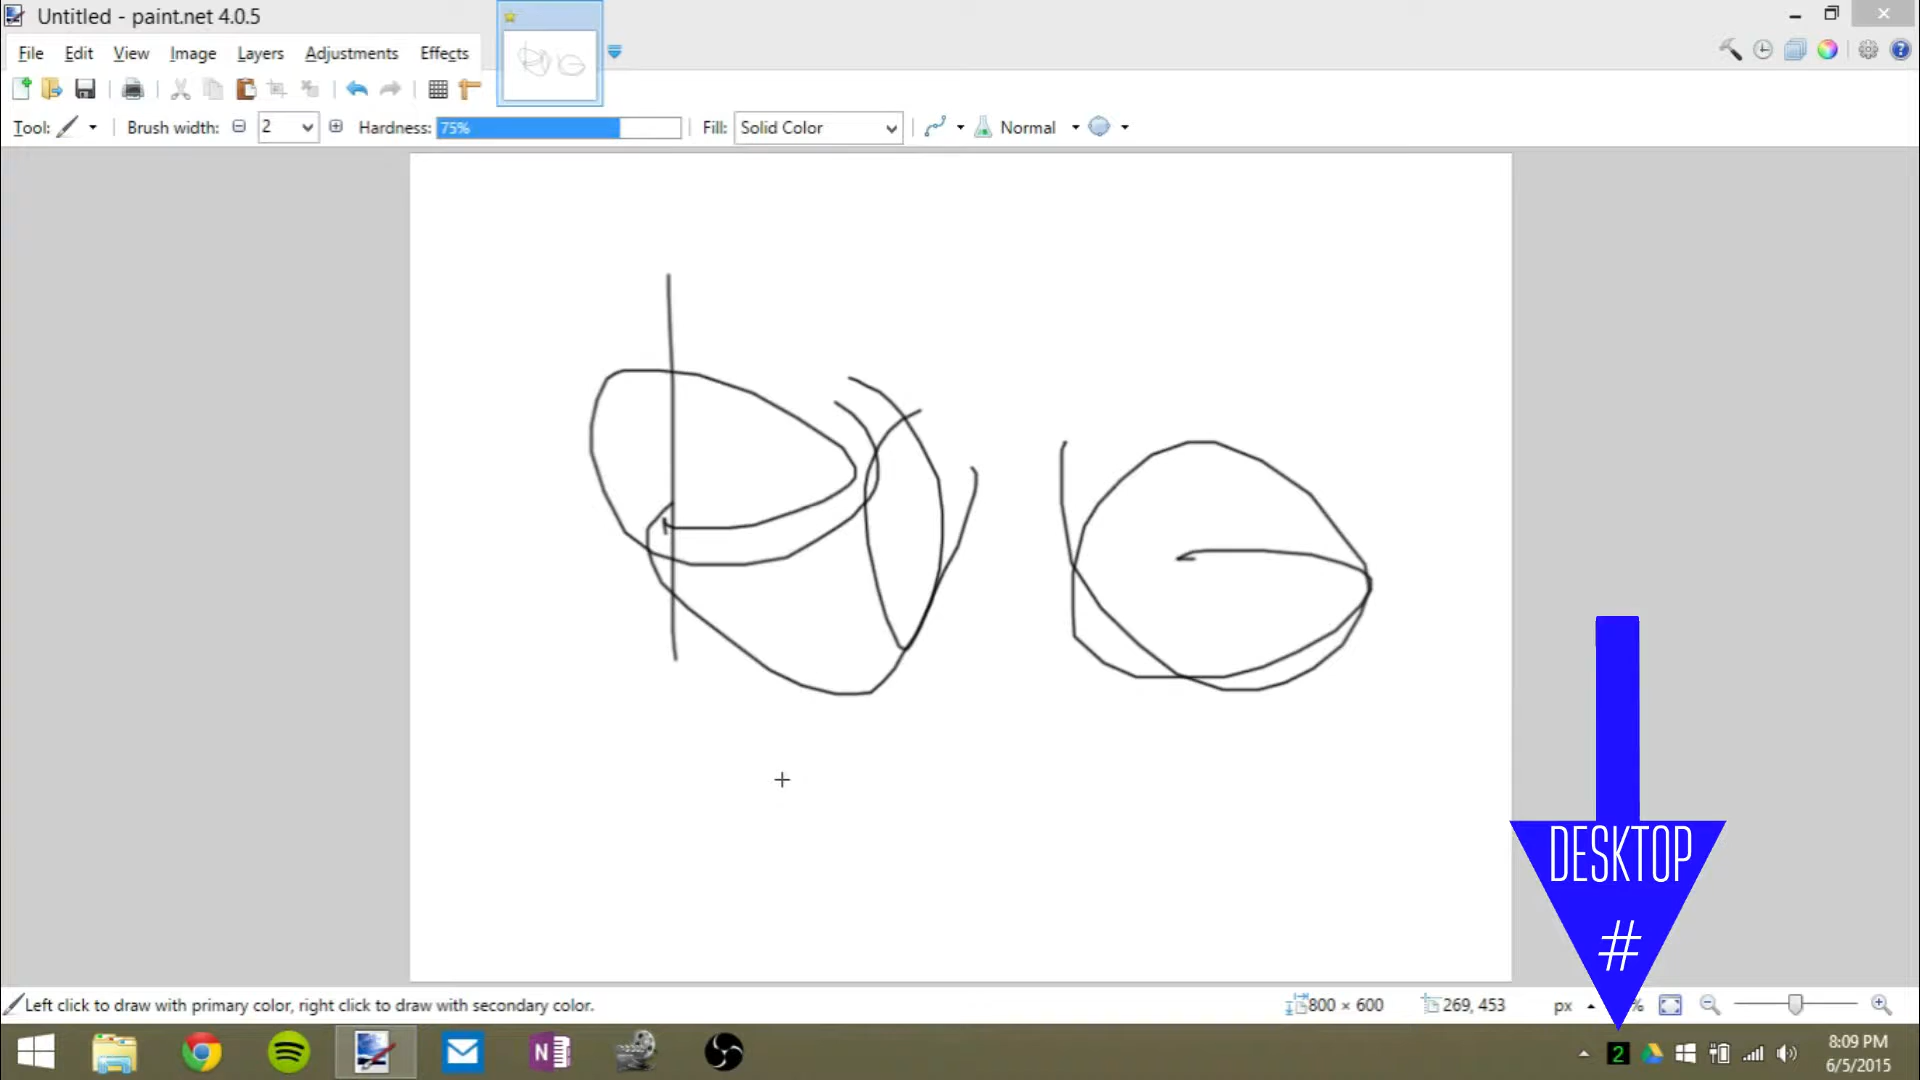 Untitled - paint.net 4.0.5
File Edit View Image Layers Adjustments Effects
Tool: Brush width: 2 Hardness: 75% Fill: Solid Color Normal
DESKTOP
#
Left click to draw with primary color, right click to draw with secondary color.
800 × 600 269, 453 px %
N 2 8:09 PM
6/5/2015